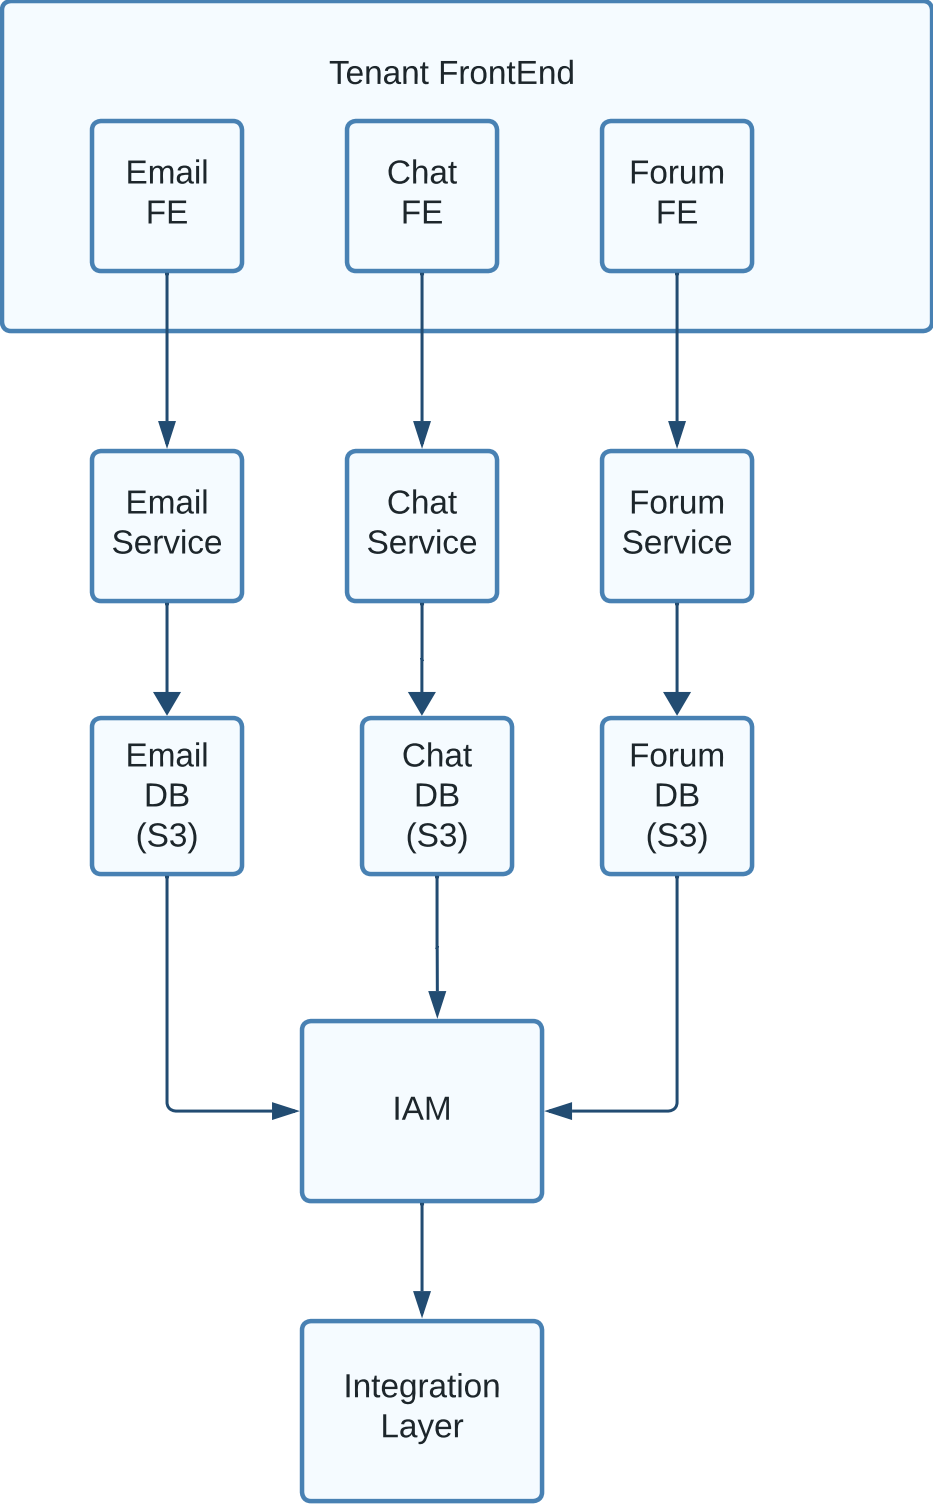 Tenant FrontEnd
Email
FE
Chat
FE
Forum
FE
Email
Service
Chat
Service
Forum
Service
Email
DB
(S3)
Chat
DB
(S3)
Forum
DB
(S3)
IAM
Integration
Layer